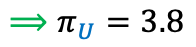 ⟹ π_U = 3.8